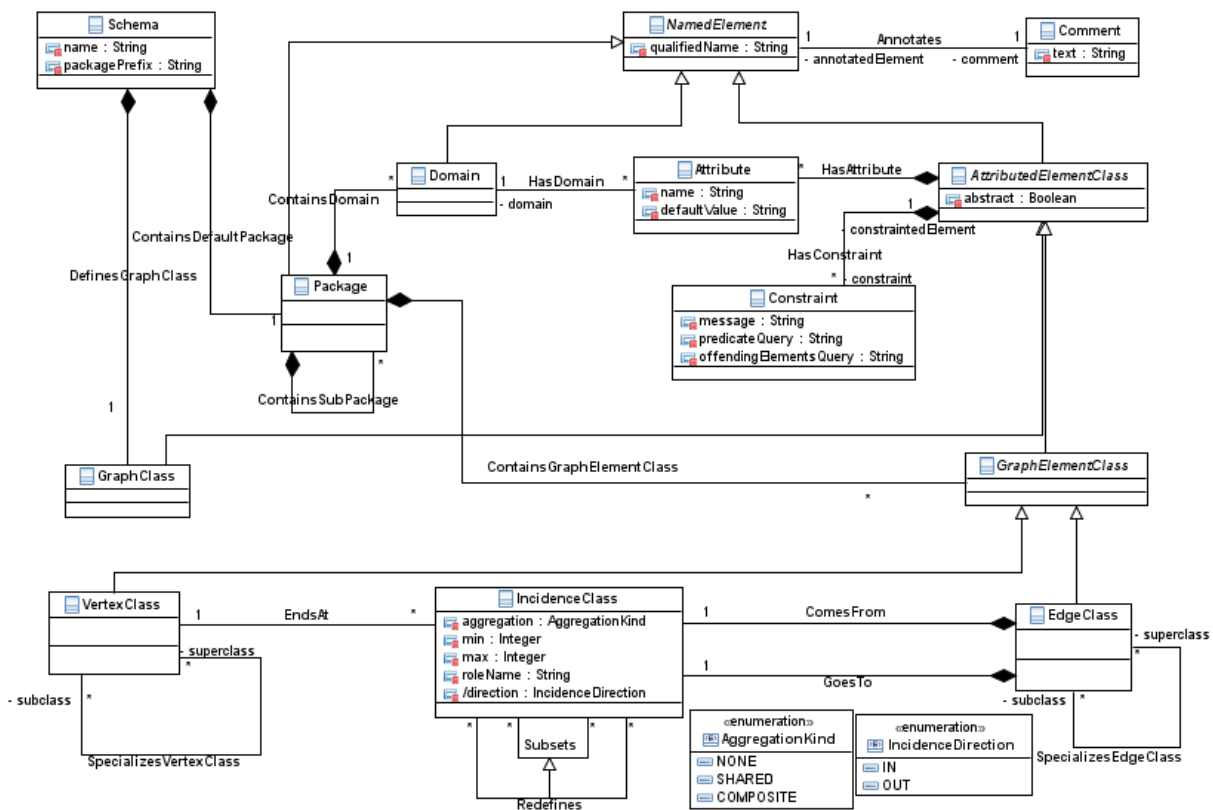 Schema
name : String
packagePrefix : String
NamedElement
qualifiedName : String
1
Annotates
1
- annotatedElement
- comment
Comment
text : String
Domain
*
ContainsDomain
1
HasDomain
*
- domain
Attribute
name : String
defaultValue : String
*
HasAttribute
AttributedElementClass
abstract : Boolean
1
- constraintedElement
HasConstraint
*
- constraint
Constraint
message : String
predicateQuery : String
offendingElementsQuery : String
ContainsDefaultPackage
DefinesGraphClass
1
Package
1
*
ContainsSubPackage
1
GraphClass
ContainsGraphElementClass
*
GraphElementClass
VertexClass
1
EndsAt
*
- superclass
*
- subclass
*
SpecializesVertexClass
IncidenceClass
aggregation : AggregationKind
min : Integer
max : Integer
roleName : String
/direction : IncidenceDirection
* * * *
Subsets
Redefines
1
ComesFrom
1
GoesTo
EdgeClass
- superclass
*
- subclass
*
SpecializesEdgeClass
«enumeration»
AggregationKind
NONE
SHARED
COMPOSITE
«enumeration»
IncidenceDirection
IN
OUT